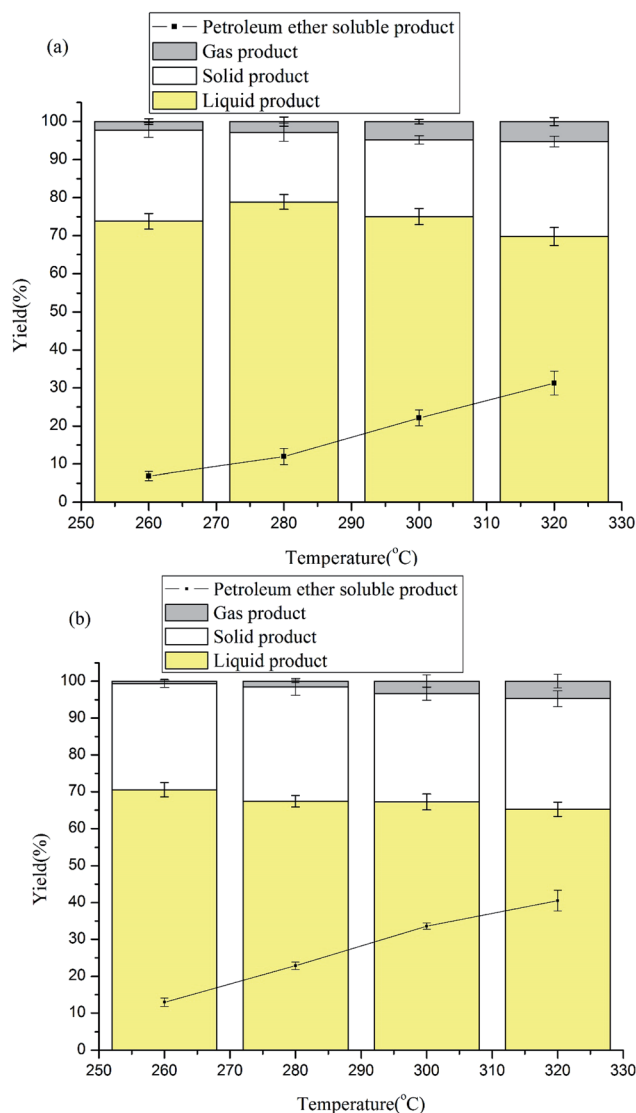 (a)
Petroleum ether soluble product
Gas product
Solid product
Liquid product
100
90
80
70
60
50
40
30
20
10
0
Yield(%)
250 260 270 280 290 300 310 320 330
Temperature(°C)
(b)
Petroleum ether soluble product
Gas product
Solid product
Liquid product
100
90
80
70
60
50
40
30
20
10
0
Yield(%)
250 260 270 280 290 300 310 320 330
Temperature(°C)